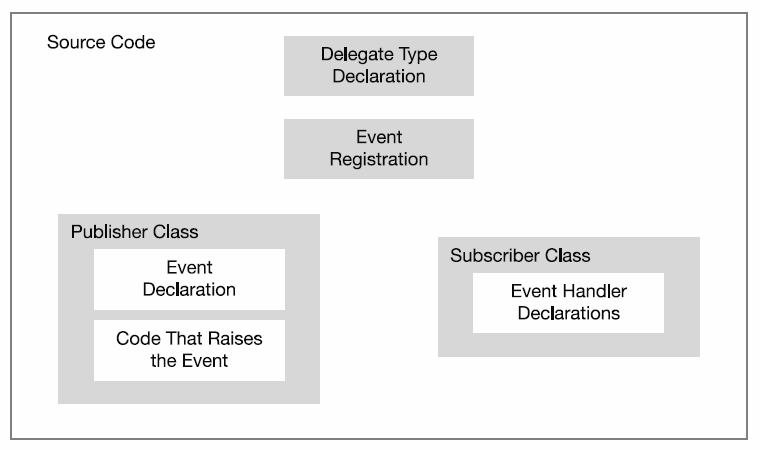 Source Code
Delegate Type
Declaration
Event
Registration
Publisher Class
Event
Declaration
Code That Raises
the Event
Subscriber Class
Event Handler
Declarations